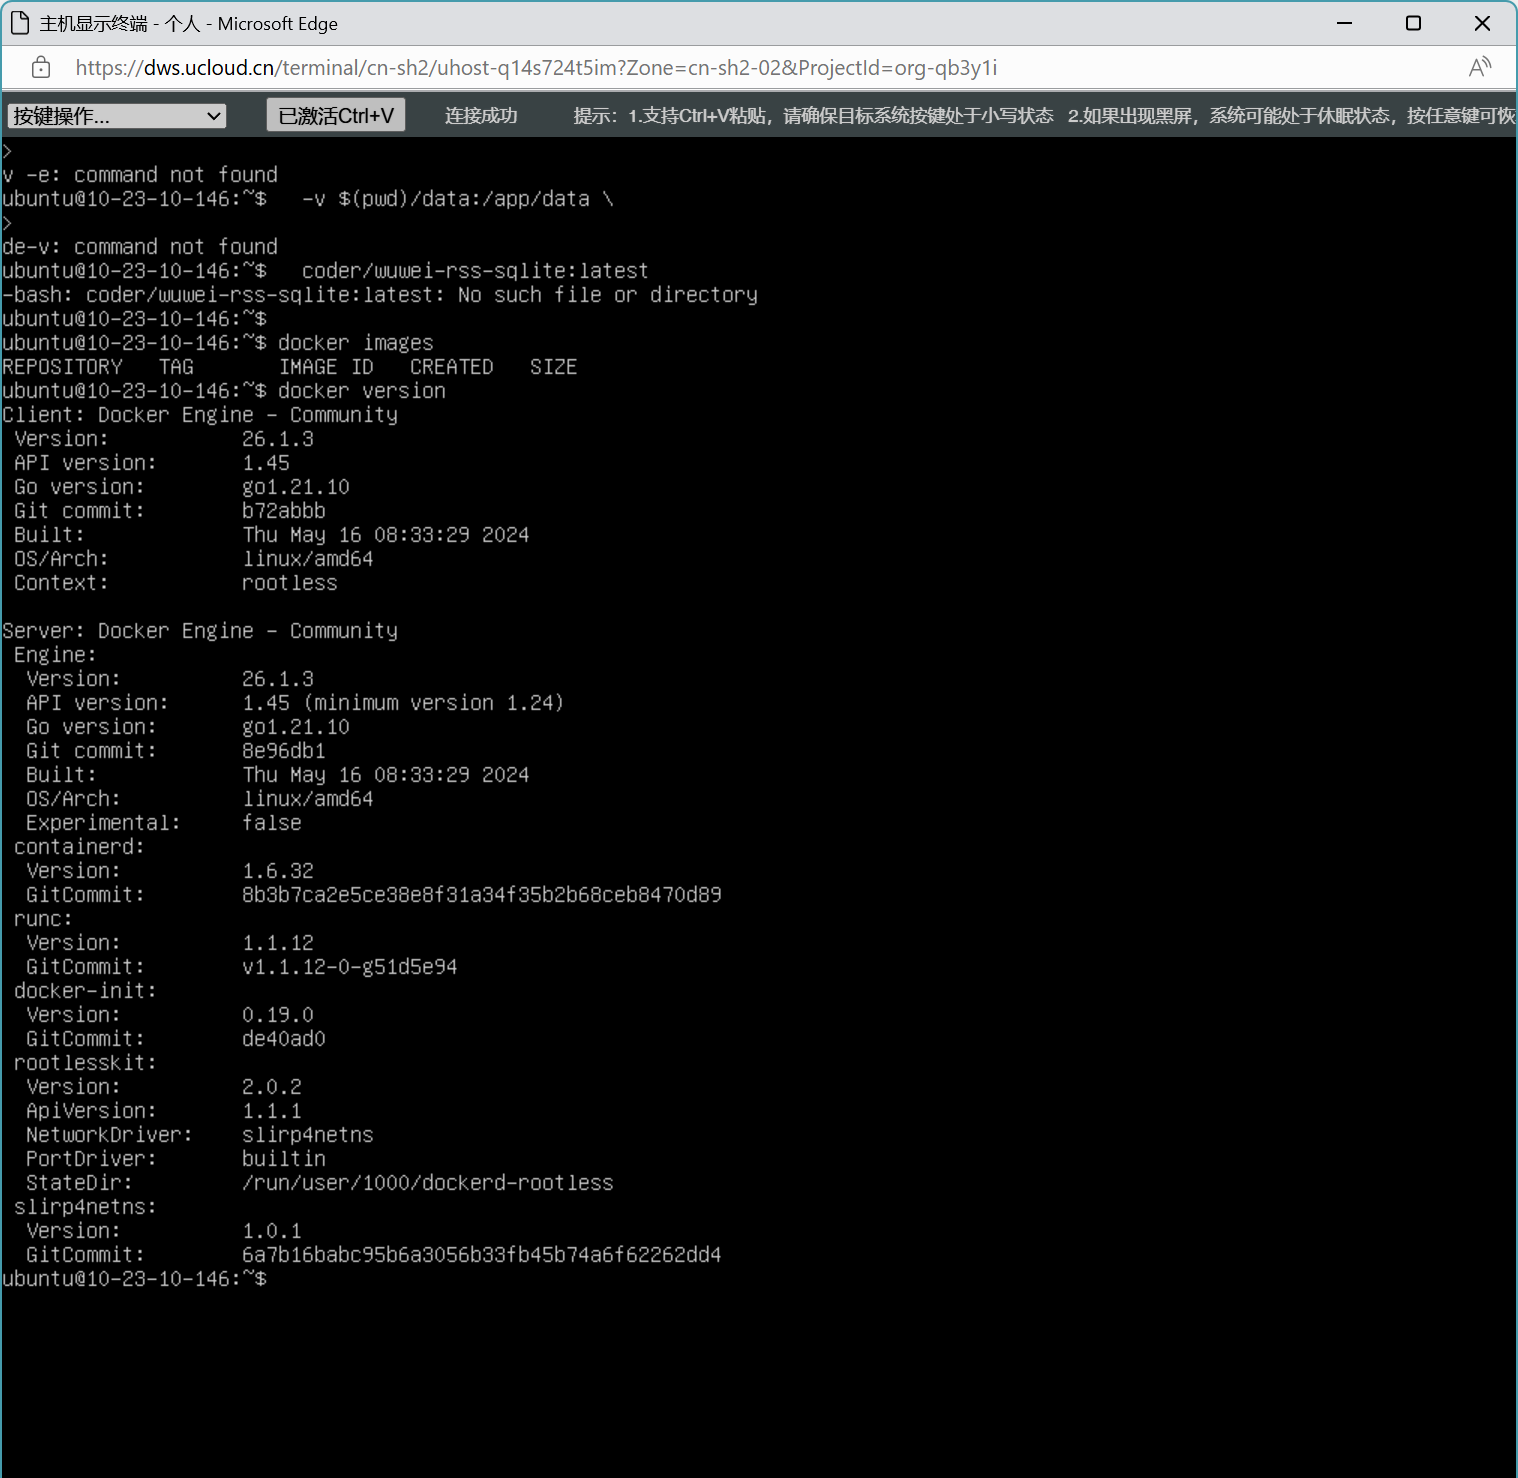 主机显示终端 - 个人 - Microsoft Edge
https://dws.ucloud.cn/terminal/cn-sh2/uhost-q14s724t5im?Zone=cn-sh2-02&ProjectId=org-qb3y1i
按键操作... 已激活Ctrl+V 连接成功 提示：1.支持Ctrl+V粘贴，请确保目标系统按键处于小写状态 2.如果出现黑屏，系统可能处于休眠状态，按任意键可恢
>
v -e: command not found
ubuntu@10-23-10-146:~$   -v $(pwd)/data:/app/data \
>
de-v: command not found
ubuntu@10-23-10-146:~$   coder/wuwei-rss-sqlite:latest
-bash: coder/wuwei-rss-sqlite:latest: No such file or directory
ubuntu@10-23-10-146:~$
ubuntu@10-23-10-146:~$ docker images
REPOSITORY   TAG       IMAGE ID   CREATED   SIZE
ubuntu@10-23-10-146:~$ docker version
Client: Docker Engine - Community
 Version:           26.1.3
 API version:       1.45
 Go version:        go1.21.10
 Git commit:        b72abbb
 Built:             Thu May 16 08:33:29 2024
 OS/Arch:           linux/amd64
 Context:           rootless
Server: Docker Engine - Community
 Engine:
  Version:          26.1.3
  API version:      1.45 (minimum version 1.24)
  Go version:       go1.21.10
  Git commit:       8e96db1
  Built:            Thu May 16 08:33:29 2024
  OS/Arch:          linux/amd64
  Experimental:     false
 containerd:
  Version:          1.6.32
  GitCommit:        8b3b7ca2e5ce38e8f31a34f35b2b68ceb8470d89
 runc:
  Version:          1.1.12
  GitCommit:        v1.1.12-0-g51d5e94
 docker-init:
  Version:          0.19.0
  GitCommit:        de40ad0
 rootlesskit:
  Version:          2.0.2
  ApiVersion:       1.1.1
  NetworkDriver:    slirp4netns
  PortDriver:       builtin
  StateDir:         /run/user/1000/dockerd-rootless
 slirp4netns:
  Version:          1.0.1
  GitCommit:        6a7b16babc95b6a3056b33fb45b74a6f62262dd4
ubuntu@10-23-10-146:~$